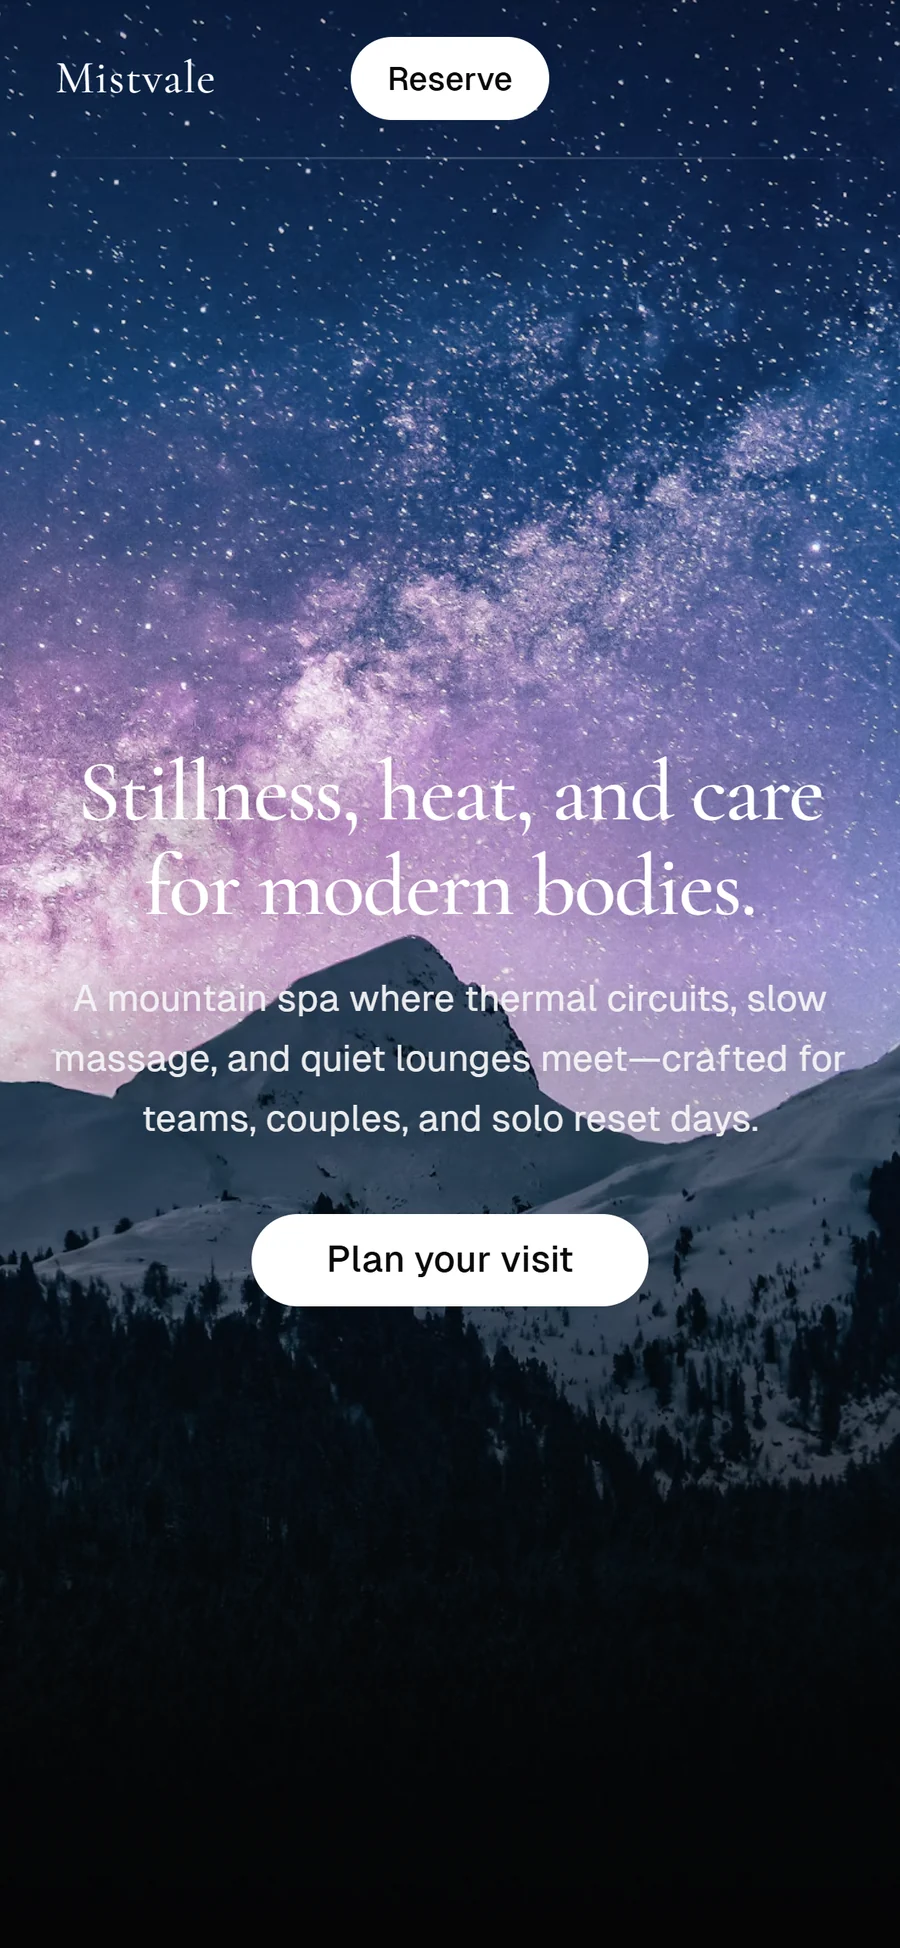 Mistvale
Reserve
Stillness, heat, and care
for modern bodies.
A mountain spa where thermal circuits, slow
massage, and quiet lounges meet—crafted for
teams, couples, and solo reset days.
Plan your visit